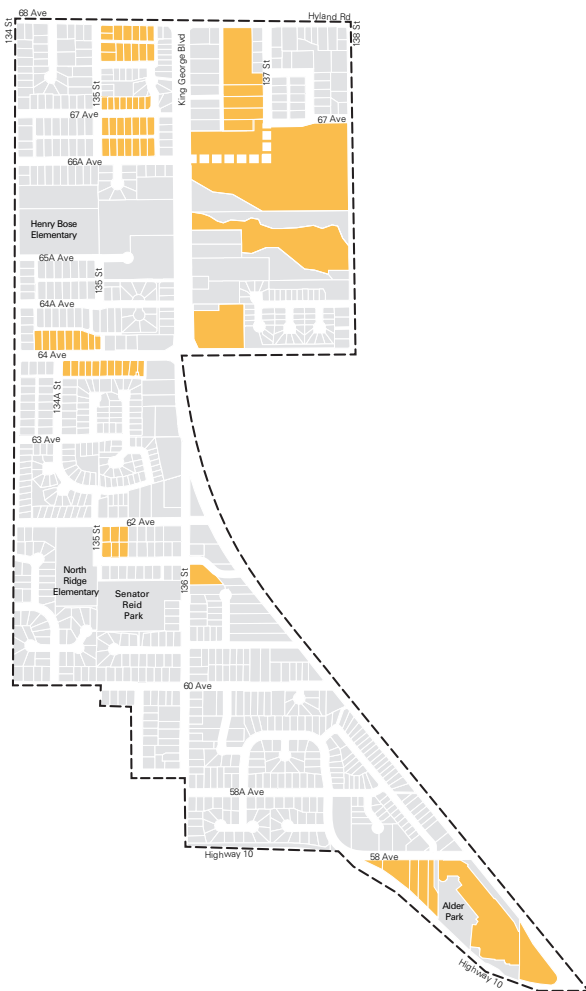 68 Ave
Hyland Rd
134 St
King George Blvd
138 St
137 St
135 St
67 Ave
67 Ave
66A Ave
Henry Bose
Elementary
65A Ave
135 St
64A Ave
64 Ave
134A St
63 Ave
62 Ave
135 St
136 St
North
Ridge
Elementary
Senator
Reid
Park
60 Ave
58A Ave
Highway 10
58 Ave
Alder
Park
Highway 10